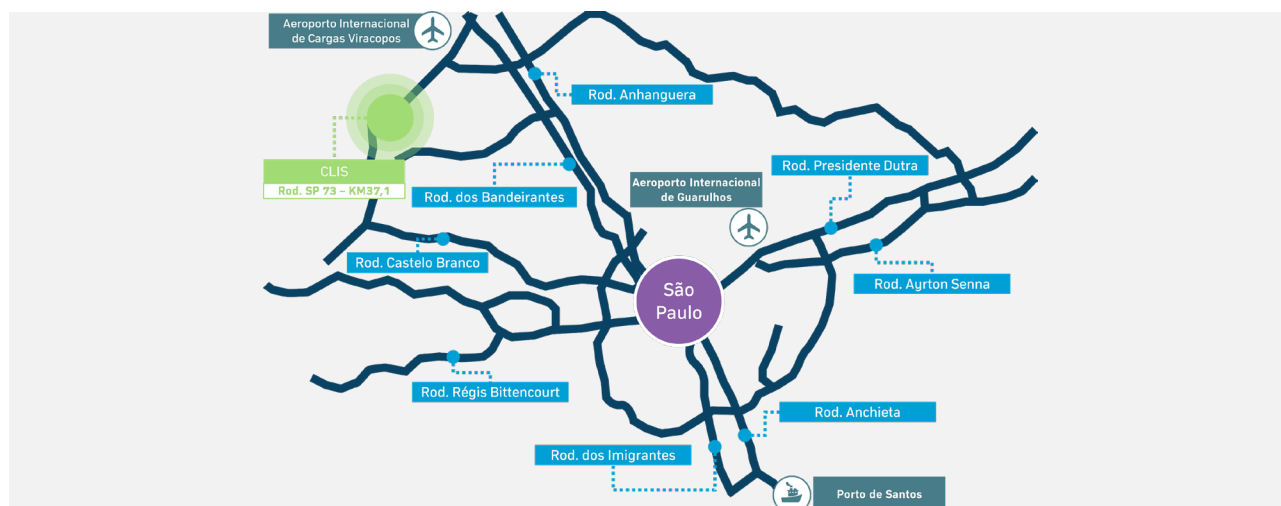 Aeroporto Internacional
de Cargas Viracopos
Rod. Anhanguera
CLIS
Rod. SP 73 – KM37,1
Rod. dos Bandeirantes
Aeroporto Internacional
de Guarulhos
Rod. Presidente Dutra
Rod. Castelo Branco
Rod. Ayrton Senna
São
Paulo
Rod. Régis Bittencourt
Rod. Anchieta
Rod. dos Imigrantes
Porto de Santos